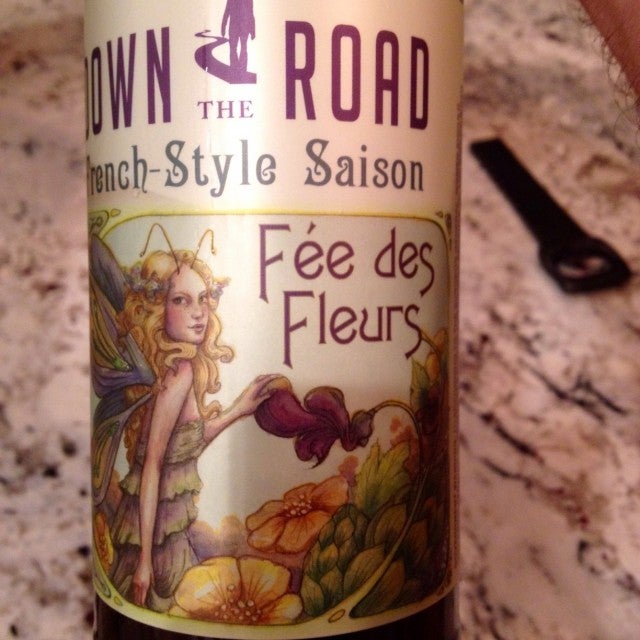 DOWN
THE
ROAD
French-Style Saison
Fée des
Fleurs